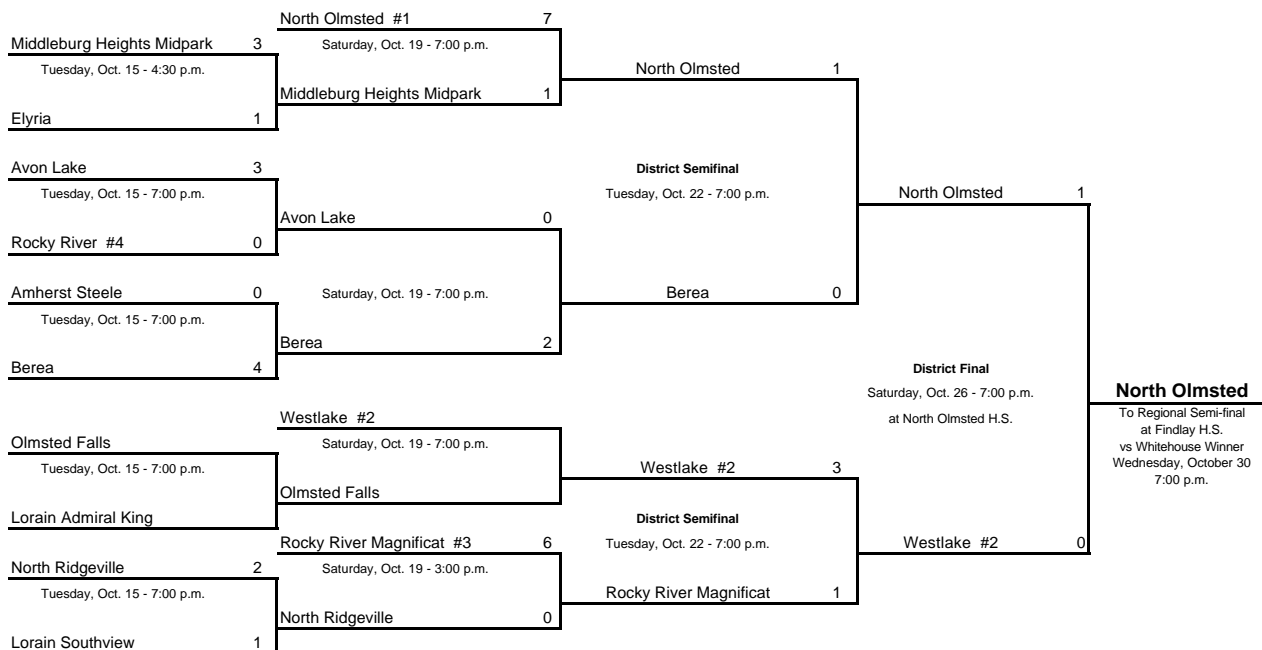 North Olmsted #1 7
Middleburg Heights Midpark 3
Saturday, Oct. 19 - 7:00 p.m.
Tuesday, Oct. 15 - 4:30 p.m.
North Olmsted 1
Middleburg Heights Midpark 1
Elyria 1
Avon Lake 3
District Semifinal
Tuesday, Oct. 15 - 7:00 p.m.
Tuesday, Oct. 22 - 7:00 p.m.
North Olmsted 1
Avon Lake 0
Rocky River #4 0
Amherst Steele 0
Saturday, Oct. 19 - 7:00 p.m.
Berea 0
Tuesday, Oct. 15 - 7:00 p.m.
Berea 2
Berea 4
District Final
Saturday, Oct. 26 - 7:00 p.m.
at North Olmsted H.S.
North Olmsted
To Regional Semi-final
at Findlay H.S.
vs Whitehouse Winner
Wednesday, October 30
7:00 p.m.
Westlake #2
Olmsted Falls
Saturday, Oct. 19 - 7:00 p.m.
Tuesday, Oct. 15 - 7:00 p.m.
Westlake #2 3
Olmsted Falls
Lorain Admiral King
District Semifinal
Rocky River Magnificat #3 6
Tuesday, Oct. 22 - 7:00 p.m.
Westlake #2 0
North Ridgeville 2
Saturday, Oct. 19 - 3:00 p.m.
Tuesday, Oct. 15 - 7:00 p.m.
Rocky River Magnificat 1
North Ridgeville 0
Lorain Southview 1